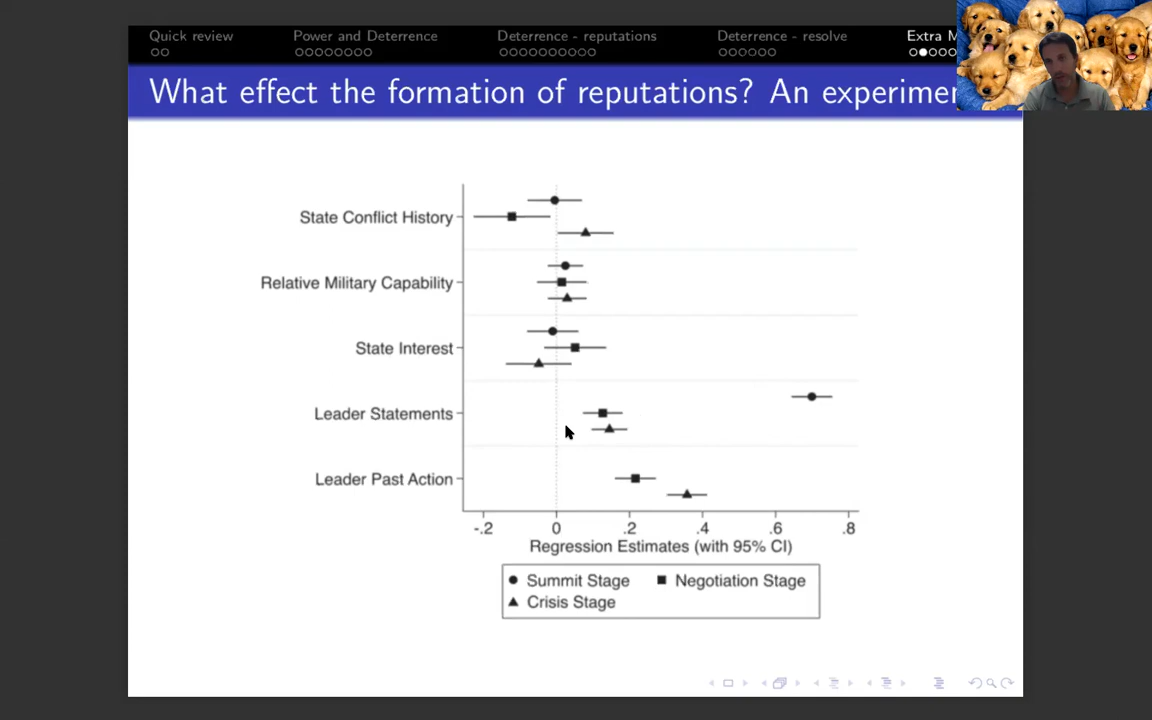 Quick review
Power and Deterrence
Deterrence - reputations
Deterrence - resolve
Extra
What effect the formation of reputations? An
State Conflict History
Relative Military Capability
State Interest
Leader Statements
Leader Past Action
-.2 0 .2 .4 .6 .8
Regression Estimates (with 95% CI)
Summit Stage Negotiation Stage
Crisis Stage